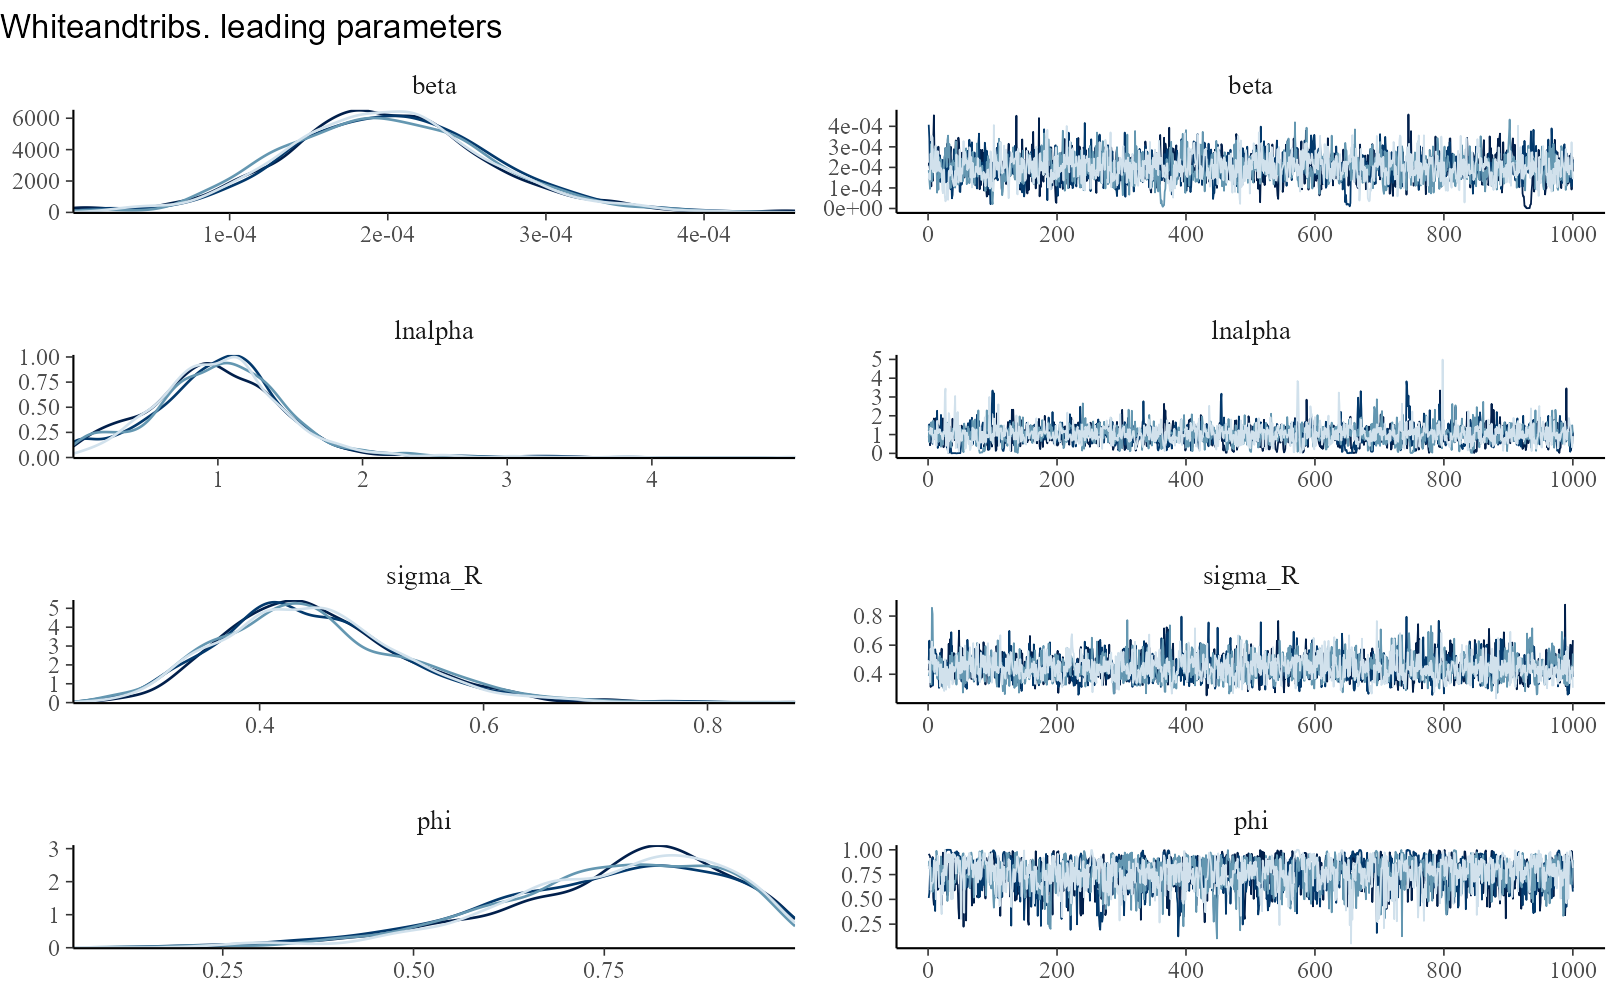 Whiteandtribs. leading parameters
beta
6000
4000
2000
0
1e-04 2e-04 3e-04 4e-04
beta
4e-04
3e-04
2e-04
1e-04
0e+00
0 200 400 600 800 1000
lnalpha
1.00
0.75
0.50
0.25
0.00
1 2 3 4
lnalpha
5
4
3
2
1
0
0 200 400 600 800 1000
sigma_R
5
4
3
2
1
0
0.4 0.6 0.8
sigma_R
0.8
0.6
0.4
0 200 400 600 800 1000
phi
3
2
1
0
0.25 0.50 0.75
phi
1.00
0.75
0.50
0.25
0 200 400 600 800 1000